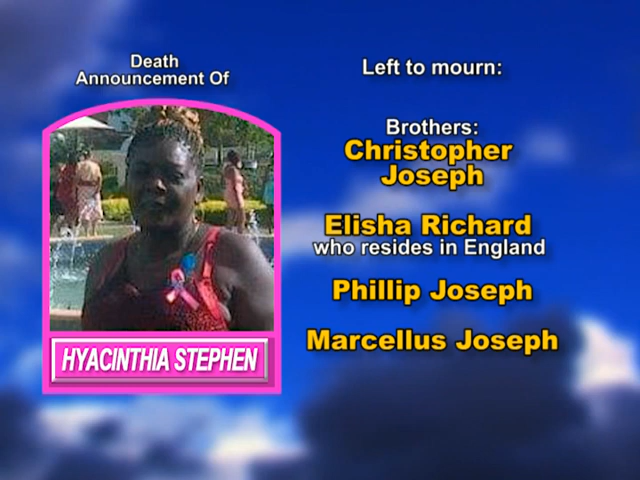 Death
Announcement Of
HYACINTHIA STEPHEN
Left to mourn:
Brothers:
Christopher
Joseph
Elisha Richard
who resides in England
Phillip Joseph
Marcellus Joseph